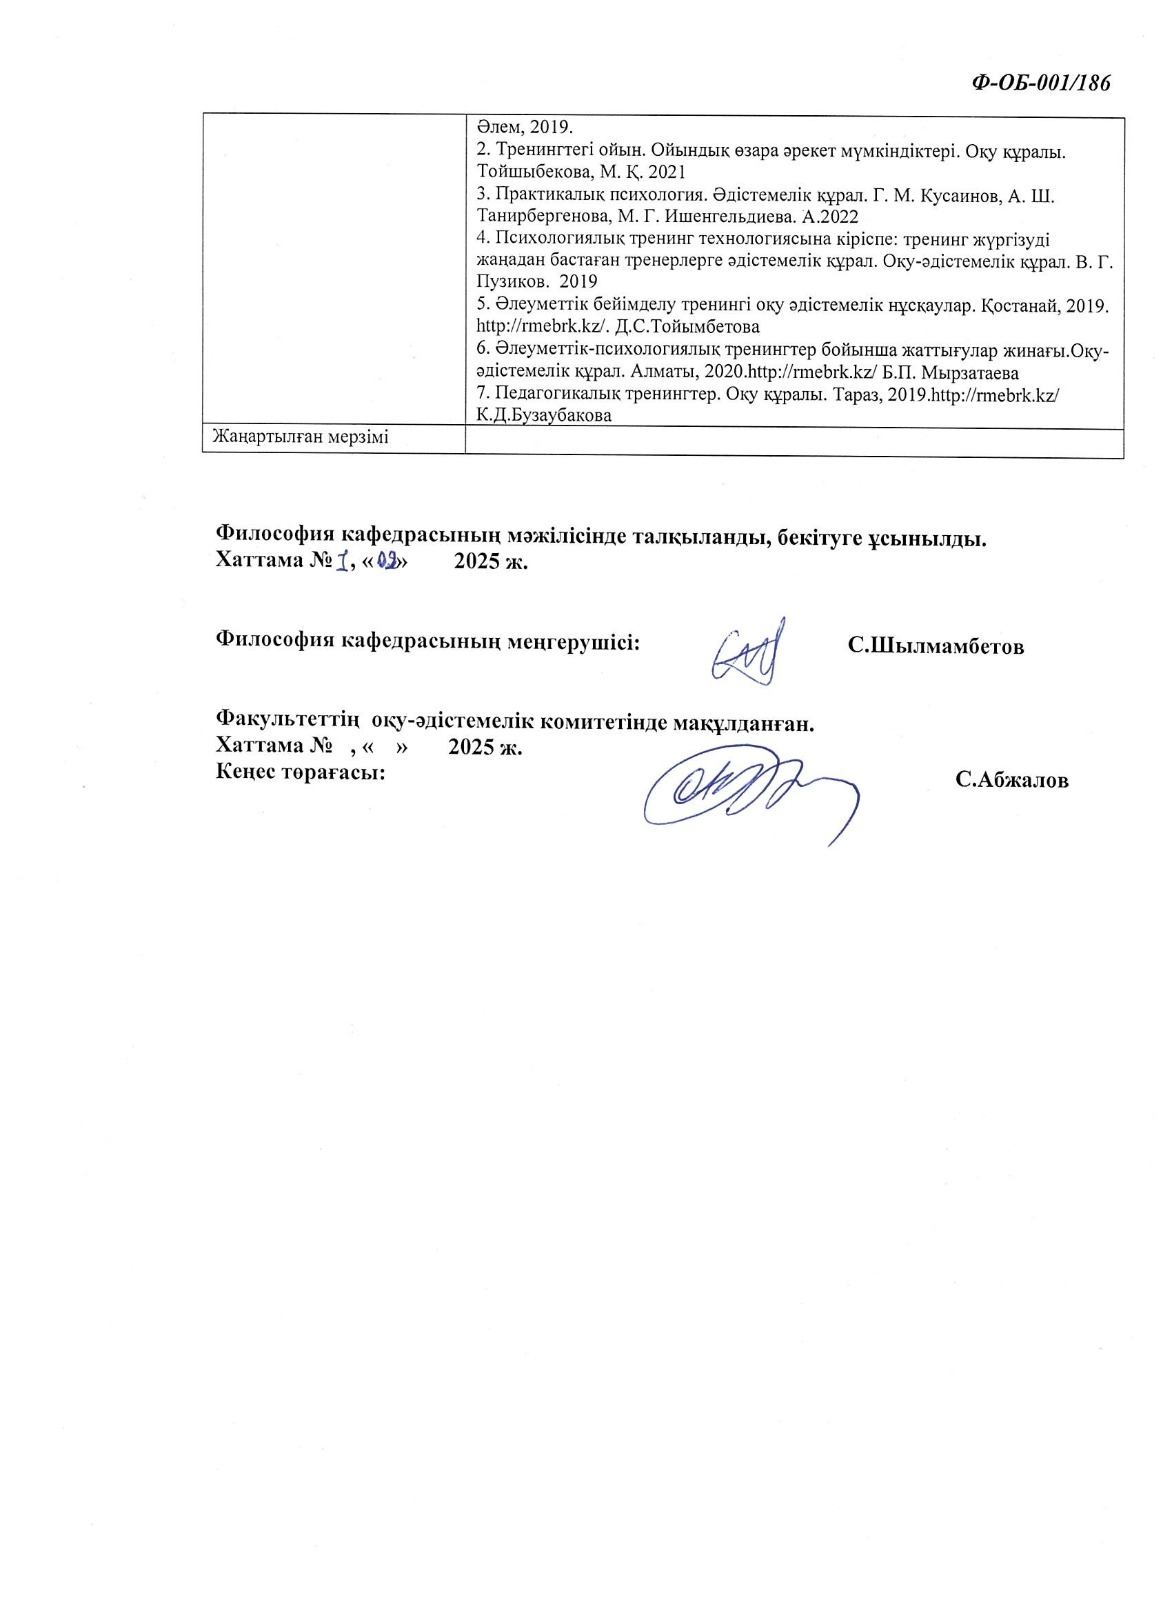 Ф-ОБ-001/186
Әлем, 2019.
2. Тренингтегі ойын. Ойындық өзара әрекет мүмкіндіктері. Оқу құралы.
Тойшыбекова, М. Қ. 2021
3. Практикалық психология. Әдістемелік құрал. Г. М. Кусаинов, А. Ш.
Танирбергенова, М. Г. Ишенгельдиева. А.2022
4. Психологиялық тренинг технологиясына кіріспе: тренинг жүргізуді
жаңадан бастаған тренерлерге әдістемелік құрал. Оқу-әдістемелік құрал. В. Г.
Пузиков. 2019
5. Әлеуметтік бейімделу тренингі оқу әдістемелік нұсқаулар. Қостанай, 2019.
http://rmebrk.kz/. Д.С.Тойымбетова
6. Әлеуметтік-психологиялық тренингтер бойынша жаттығулар жинағы.Оқу-
әдістемелік құрал. Алматы, 2020.http://rmebrk.kz/ Б.П. Мырзатаева
7. Педагогикалық тренингтер. Оқу құралы. Тараз, 2019.http://rmebrk.kz/
К.Д.Бузаубакова
Жаңартылған мерзімі
Философия кафедрасының мәжілісінде талқыланды, бекітуге ұсынылды.
Хаттама № 1, « 09 » 2025 ж.
Философия кафедрасының меңгерушісі: С.Шылмамбетов
Факультеттің оқу-әдістемелік комитетінде мақұлданған.
Хаттама № , « » 2025 ж.
Кеңес төрағасы: С.Абжалов